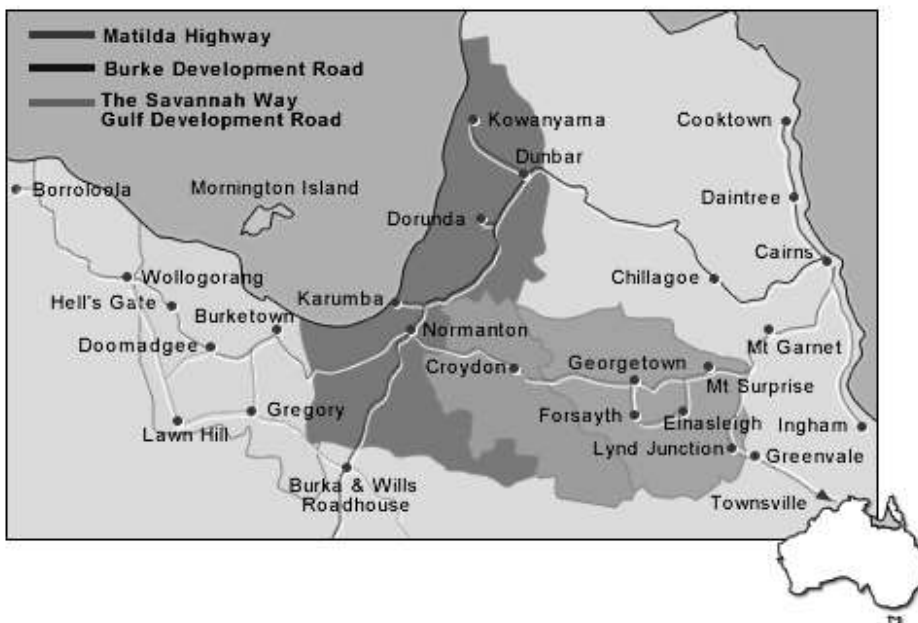 Matilda Highway
Burke Development Road
The Savannah Way
Gulf Development Road
Kowanyama
Cooktown
Dunbar
Borroloola
Mornington Island
Daintree
Dorunda
Cairns
Wollogorang
Chillagoe
Hell's Gate
Karumba
Burketown
Normanton
Doomadgee
Mt Garnet
Croydon
Georgetown
Mt Surprise
Gregory
Forsayth
Einasleigh
Ingham
Lawn Hill
Lynd Junction
Greenvale
Burka & Wills
Roadhouse
Townsville